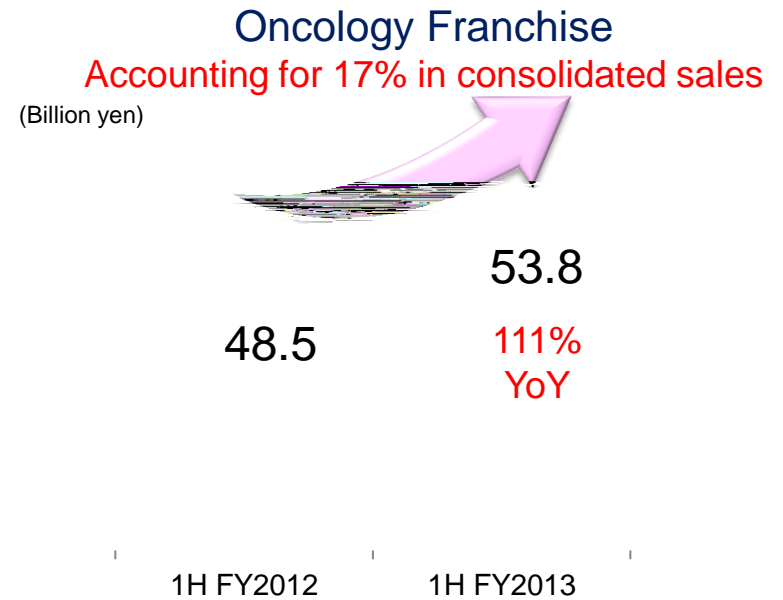 Oncology Franchise
Accounting for 17% in consolidated sales
(Billion yen)
53.8
48.5
111%
YoY
1H FY2012
1H FY2013